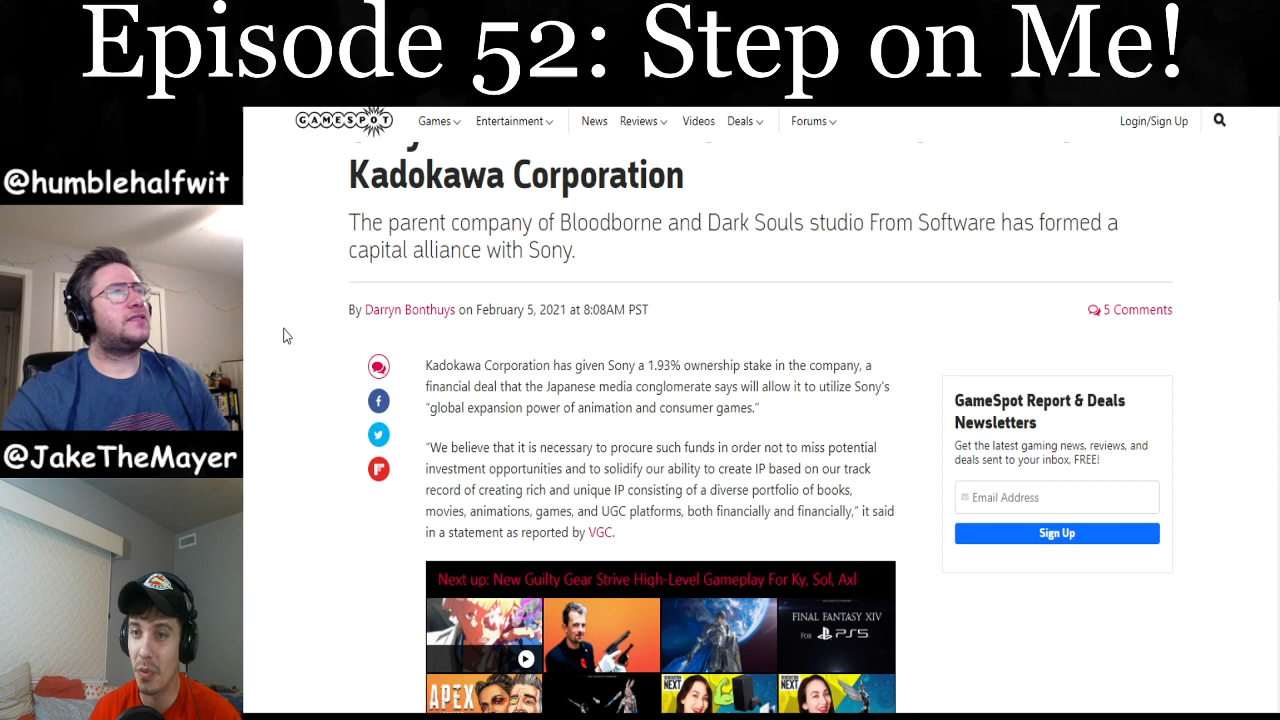 Episode 52: Step on Me!
GAMESPOT
Games
Entertainment
News
Reviews
Videos
Deals
Forums
Login/Sign Up
@humblehalfwit
Kadokawa Corporation
The parent company of Bloodborne and Dark Souls studio From Software has formed a
capital alliance with Sony.
By Darryn Bonthuys on February 5, 2021 at 8:08AM PST
5 Comments
Kadokawa Corporation has given Sony a 1.93% ownership stake in the company, a
financial deal that the Japanese media conglomerate says will allow it to utilize Sony's
“global expansion power of animation and consumer games.”
“We believe that it is necessary to procure such funds in order not to miss potential
investment opportunities and to solidify our ability to create IP based on our track
record of creating rich and unique IP consisting of a diverse portfolio of books,
movies, animations, games, and UGC platforms, both financially and financially,” it said
in a statement as reported by VGC.
GameSpot Report & Deals
Newsletters
Get the latest gaming news, reviews, and
deals sent to your inbox, FREE!
Email Address
Sign Up
@JakeTheMayer
Next up: New Guilty Gear Strive High-Level Gameplay For Ky, Sol, Axl
FINAL FANTASY XIV
FOR PS5
APEX
GENERATION
NEXT
GENERATION
NEXT